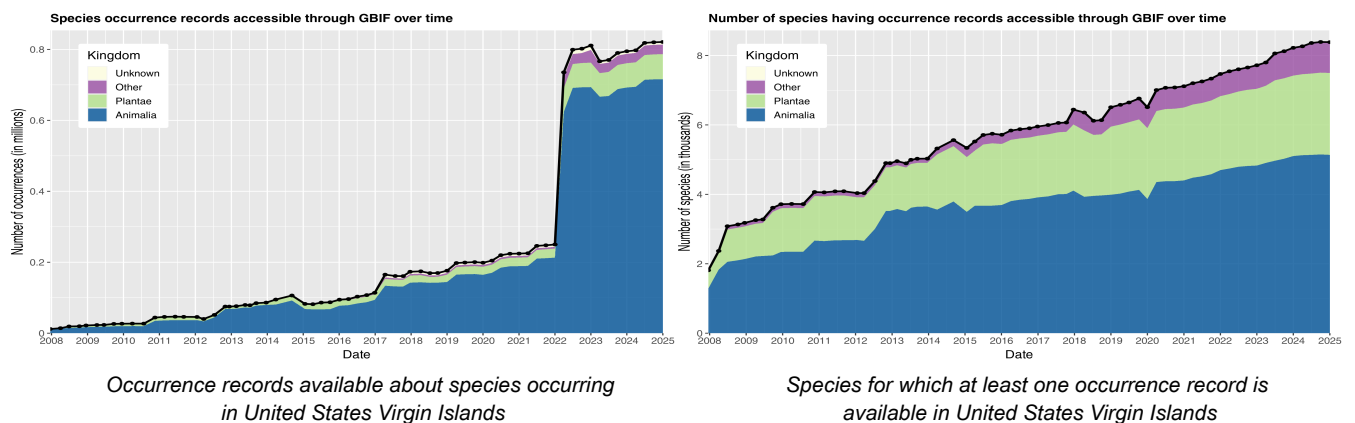 Species occurrence records accessible through GBIF over time
Number of occurrences (in millions)
0.8
0.6
0.4
0.2
0
Kingdom
Unknown
Other
Plantae
Animalia
2008 2009 2010 2011 2012 2013 2014 2015 2016 2017 2018 2019 2020 2021 2022 2023 2024 2025
Date
Occurrence records available about species occurring
in United States Virgin Islands
Number of species having occurrence records accessible through GBIF over time
Number of species (in thousands)
8
6
4
2
0
Kingdom
Unknown
Other
Plantae
Animalia
2008 2009 2010 2011 2012 2013 2014 2015 2016 2017 2018 2019 2020 2021 2022 2023 2024 2025
Date
Species for which at least one occurrence record is
available in United States Virgin Islands